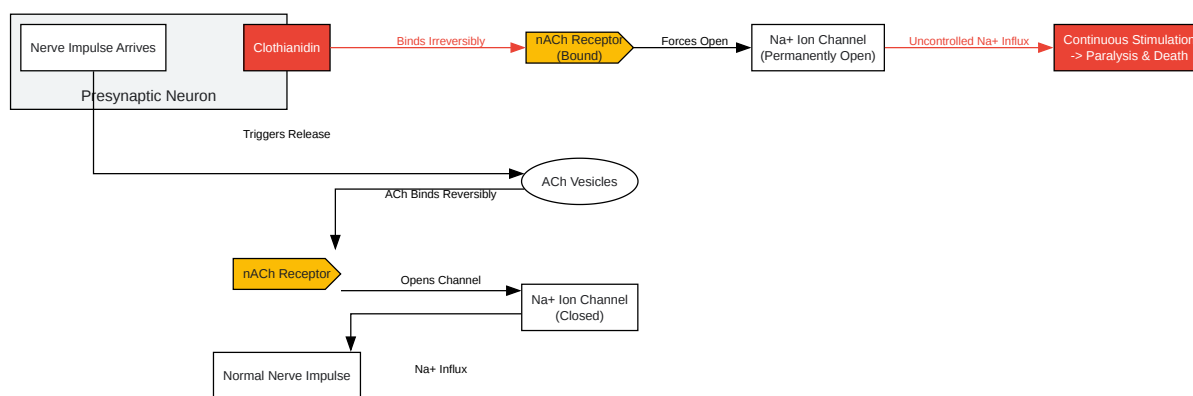 Nerve Impulse Arrives
Presynaptic Neuron
Clothianidin
Binds Irreversibly
nACh Receptor
(Bound)
Forces Open
Na+ Ion Channel
(Permanently Open)
Uncontrolled Na+ Influx
Continuous Stimulation
-> Paralysis & Death
Triggers Release
ACh Vesicles
ACh Binds Reversibly
nACh Receptor
Opens Channel
Na+ Ion Channel
(Closed)
Na+ Influx
Normal Nerve Impulse